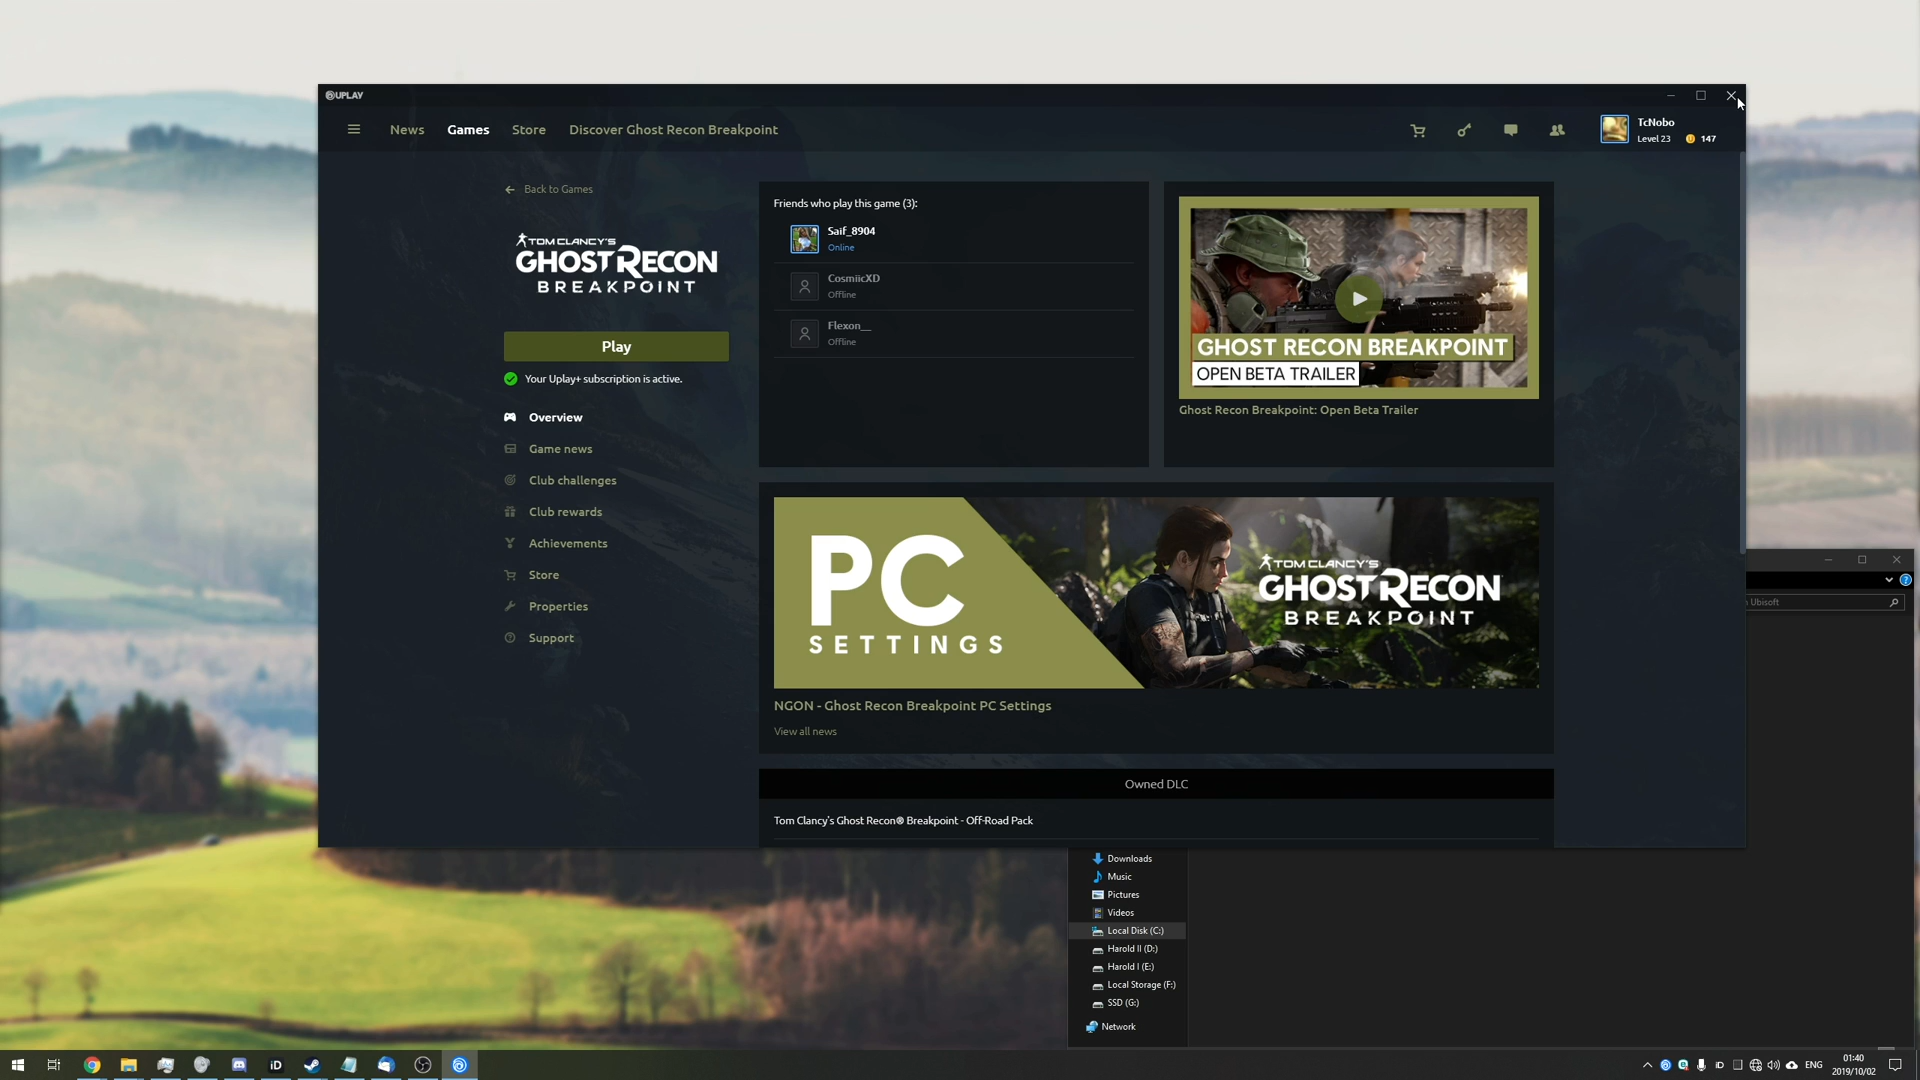 UPLAY
News
Games
Store
Discover Ghost Recon Breakpoint
TcNobo
Level 23
147
Back to Games
TOM CLANCY'S
GHOST RECON
BREAKPOINT
Play
Your Uplay+ subscription is active.
Overview
Game news
Club challenges
Club rewards
Achievements
Store
Properties
Support
Friends who play this game (3):
Saif_8904
Online
CosmiicXD
Offline
Flexon__
Offline
GHOST RECON BREAKPOINT
OPEN BETA TRAILER
Ghost Recon Breakpoint: Open Beta Trailer
PC
SETTINGS
TOM CLANCY'S
GHOST RECON
BREAKPOINT
NGON - Ghost Recon Breakpoint PC Settings
View all news
Owned DLC
Tom Clancy's Ghost Recon® Breakpoint - Off-Road Pack
Ubisoft
Downloads
Music
Pictures
Videos
Local Disk (C:)
Harold II (D:)
Harold I (E:)
Local Storage (F:)
SSD (G:)
Network
iD
iD
ENG
01:40
2019/10/02